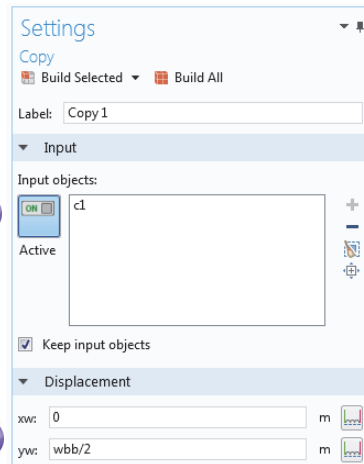 Settings
Copy
Build Selected Build All
Label: Copy 1
Input
Input objects:
ON
c1
Active
Keep input objects
Displacement
xw: 0 m
yw: wbb/2 m